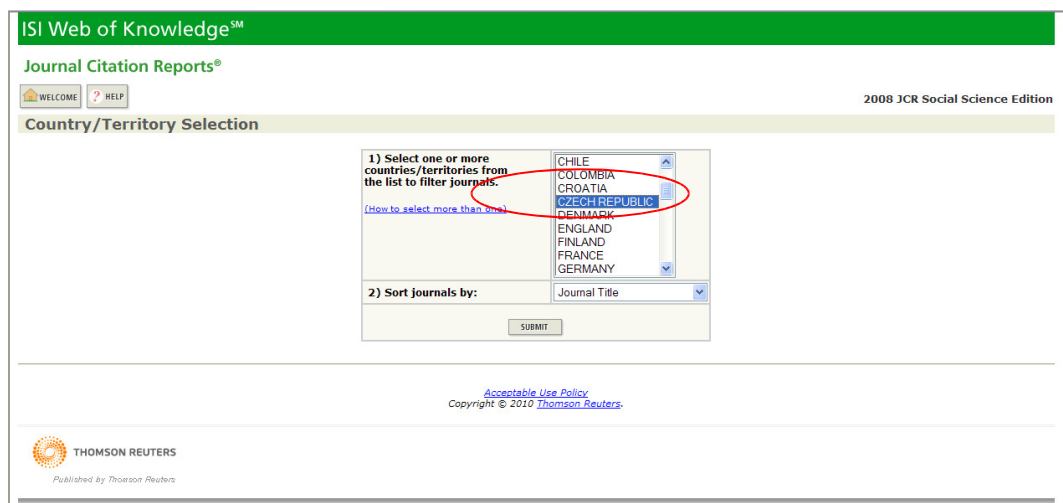 ISI Web of Knowledge℠
Journal Citation Reports®
WELCOME ? HELP
2008 JCR Social Science Edition
Country/Territory Selection
1) Select one or more
countries/territories from
the list to filter journals.
(How to select more than one)
CHILE
COLOMBIA
CROATIA
CZECH REPUBLIC
DENMARK
ENGLAND
FINLAND
FRANCE
GERMANY
2) Sort journals by:
Journal Title
SUBMIT
Acceptable Use Policy
Copyright © 2010 Thomson Reuters.
THOMSON REUTERS
Published by Thomson Reuters